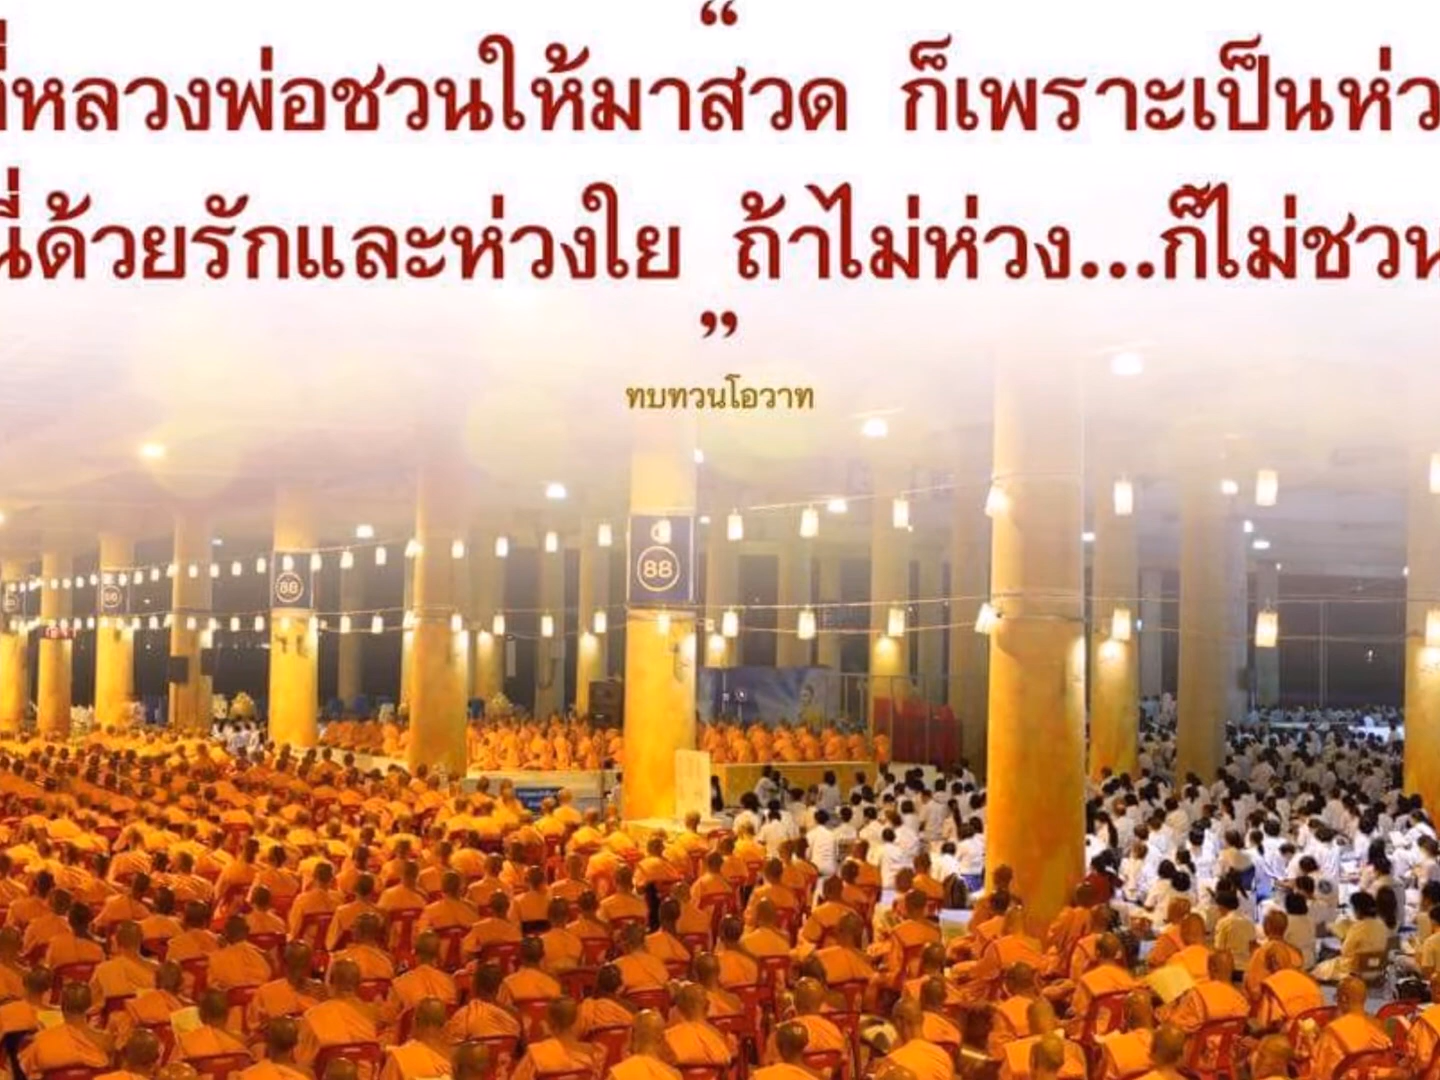 “
ที่หลวงพ่อชวนให้มาสวด ก็เพราะเป็นห่ว
นี่ด้วยรักและห่วงใย ถ้าไม่ห่วง...ก็ไม่ชวน
”
ทบทวนโอวาท
88
88
88